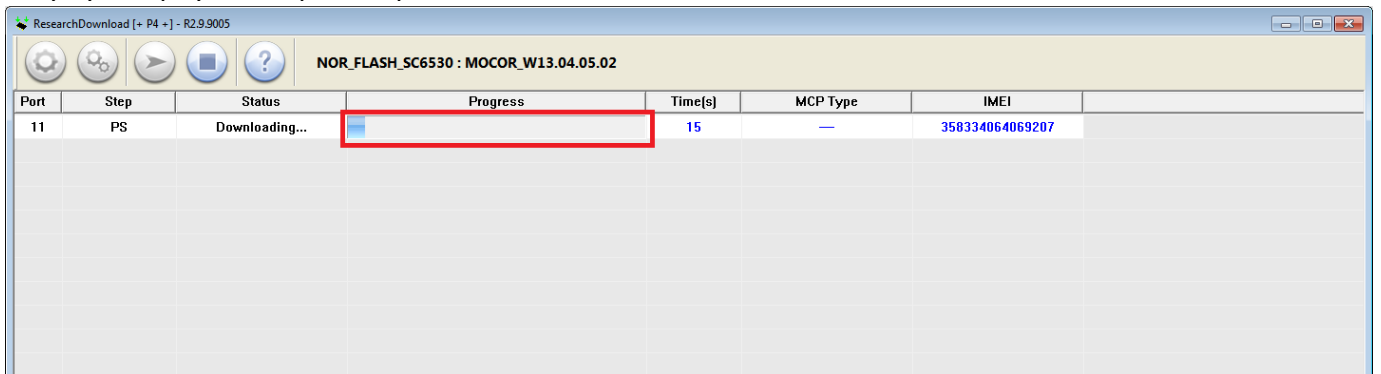 ResearchDownload [+ P4 +] - R2.9.9005
NOR_FLASH_SC6530 : MOCOR_W13.04.05.02
Port Step Status Progress Time(s) MCP Type IMEI
11 PS Downloading... 15 — 358334064069207